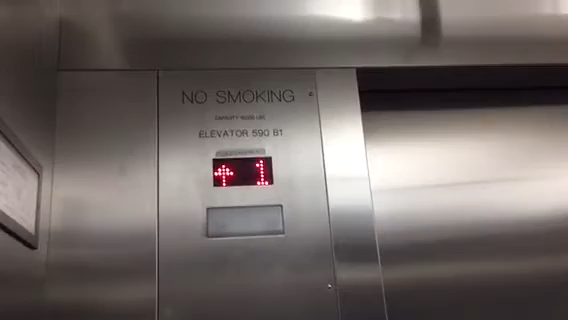 NO SMOKING
ELEVATOR 590 B1
↑ 1